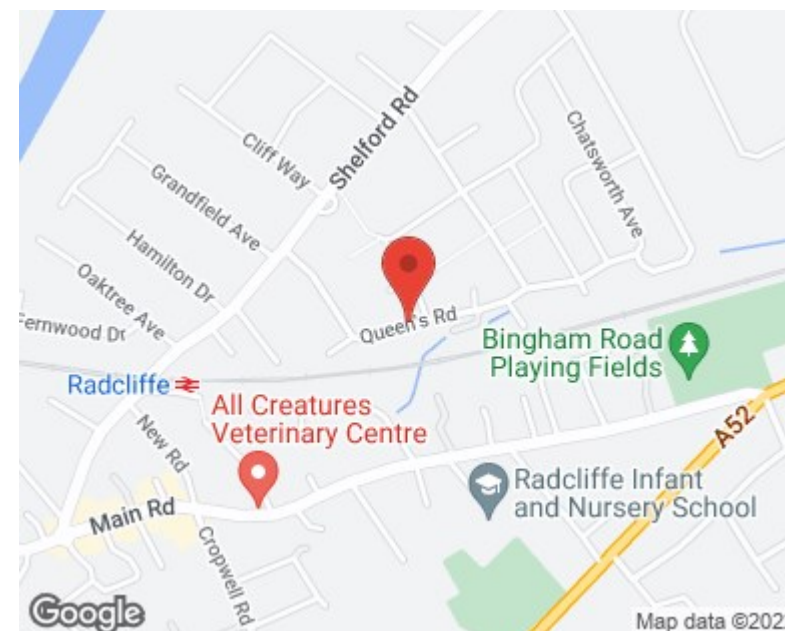 Shelford Rd
Cliff Way
Chatsworth Ave
Grandfield Ave
Hamilton Dr
Oaktree Ave
Fernwood Dr
Queen's Rd
Bingham Road
Playing Fields
Radcliffe
All Creatures
Veterinary Centre
New Rd
A52
Main Rd
Radcliffe Infant
and Nursery School
Cropwell Rd
Google
Map data ©202